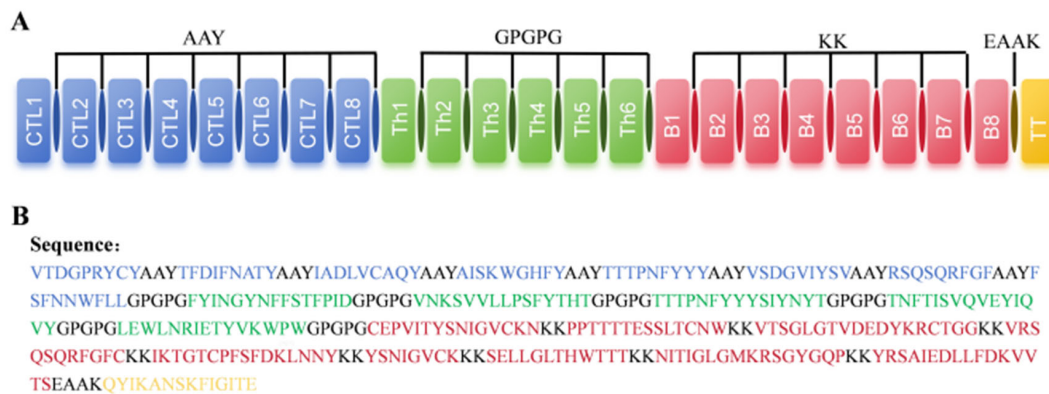 A
AAY GPGPG KK EAAK
CTL1 CTL2 CTL3 CTL4 CTL5 CTL6 CTL7 CTL8 Th1 Th2 Th3 Th4 Th5 Th6 B1 B2 B3 B4 B5 B6 B7 B8 TT
B
Sequence:
VTDGPRYCYAAYTFDIFNATYAAYIADLVCAQYAAYAISKWGHFYAAYTTTPNFYYYAAYVSDGVIYSVAAYRSQSQRFGFAAYF
SFNNWFLLGPGPGFYINGYNFFSTFPIDGPGPGVNKSVVLLPSFYTHTGPGPGTTTPNFYYYSIYNYTGPGPGTNFTISVQVEYIQ
VYGPGPGLEWLNRIETYVKWPWGPGPGCEPVITYSNIGVCKNKKPPTTTTESSLTCNWKKVTSGLGTVDEDYKRCTGGKKVRS
QSQRFGFCKKIKTGTCPFSFDKLNNYKKYSNIGVCKKKSELLGLTHWTTTKKNITIGLGMKRSGYGQPKKYRSAIEDLLFDKVV
TSEAAKQYIKANSKFIGITE